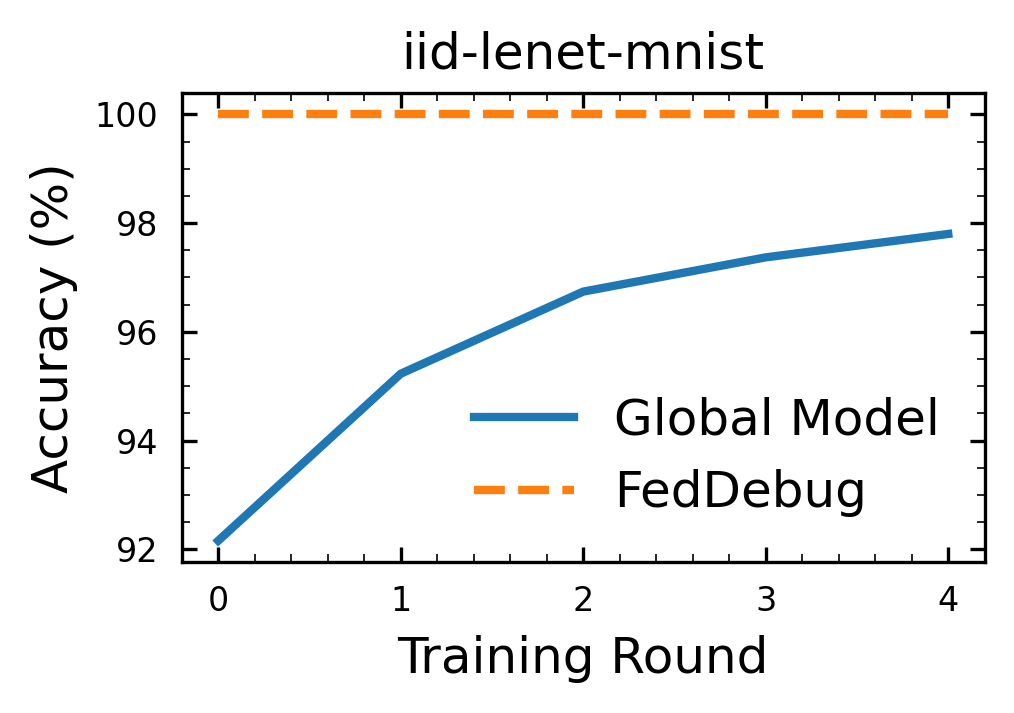 iid-lenet-mnist
Accuracy (%)
100
98
96
94
92
Global Model
FedDebug
0 1 2 3 4
Training Round